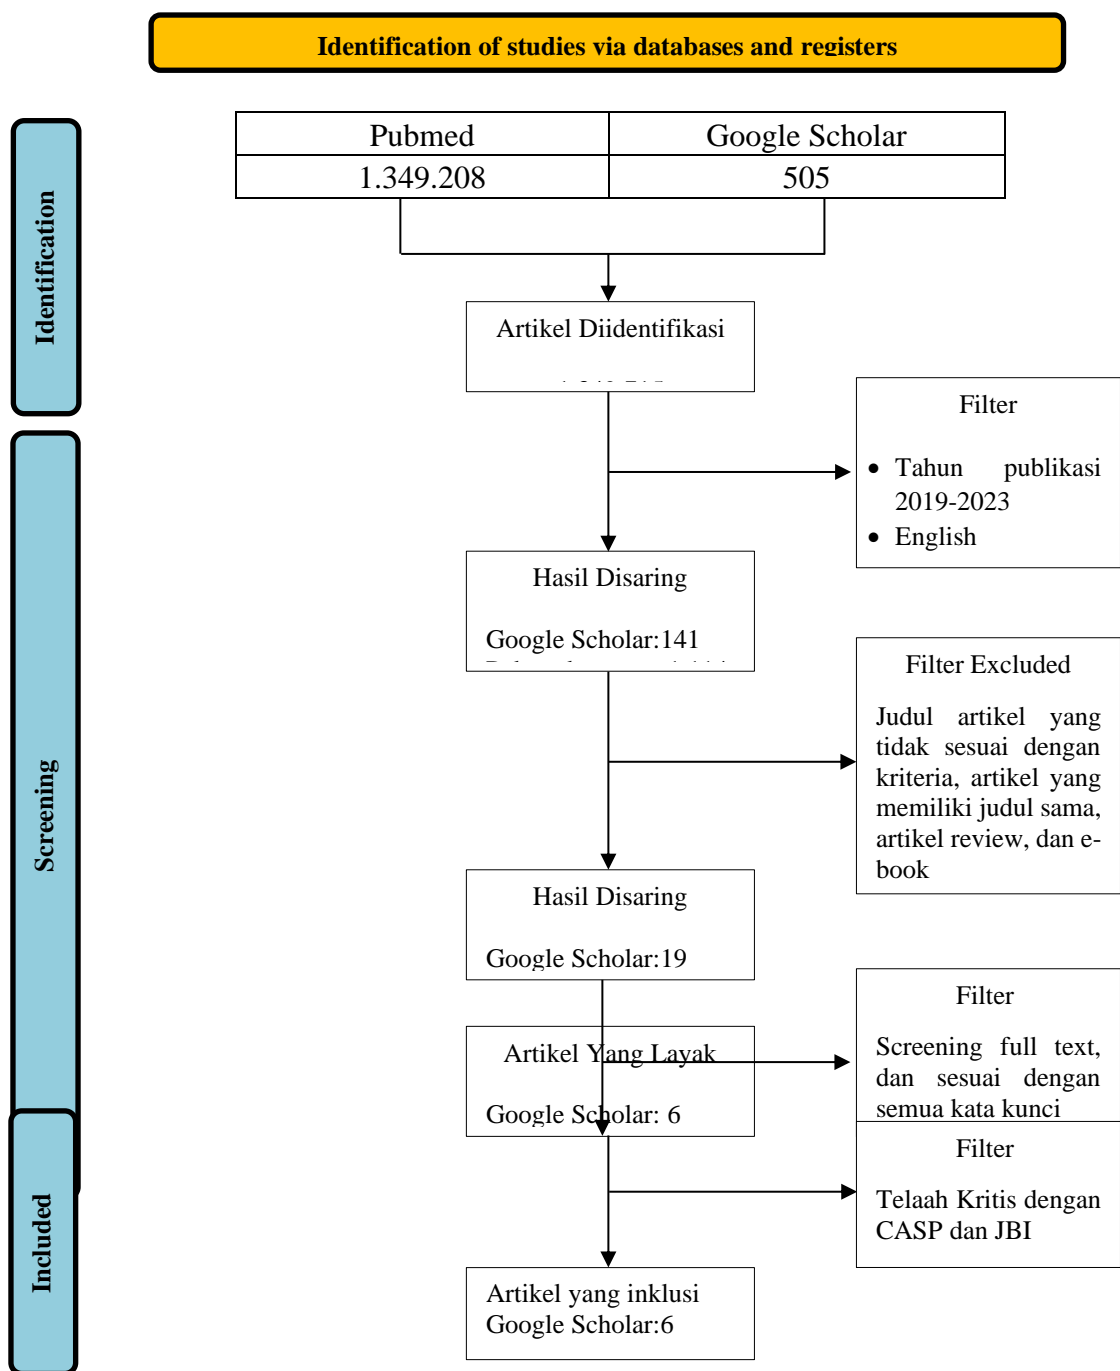 Identification of studies via databases and registers
Identification
Pubmed
Google Scholar
1.349.208
505
Artikel Diidentifikasi
Filter
• Tahun publikasi
2019-2023
• English
Screening
Hasil Disaring
Google Scholar:141
Filter Excluded
Judul artikel yang
tidak sesuai dengan
kriteria, artikel yang
memiliki judul sama,
artikel review, dan e-
book
Hasil Disaring
Google Scholar:19
Filter
Screening full text,
dan sesuai dengan
semua kata kunci
Artikel Yang Layak
Google Scholar: 6
Included
Filter
Telaah Kritis dengan
CASP dan JBI
Artikel yang inklusi
Google Scholar:6